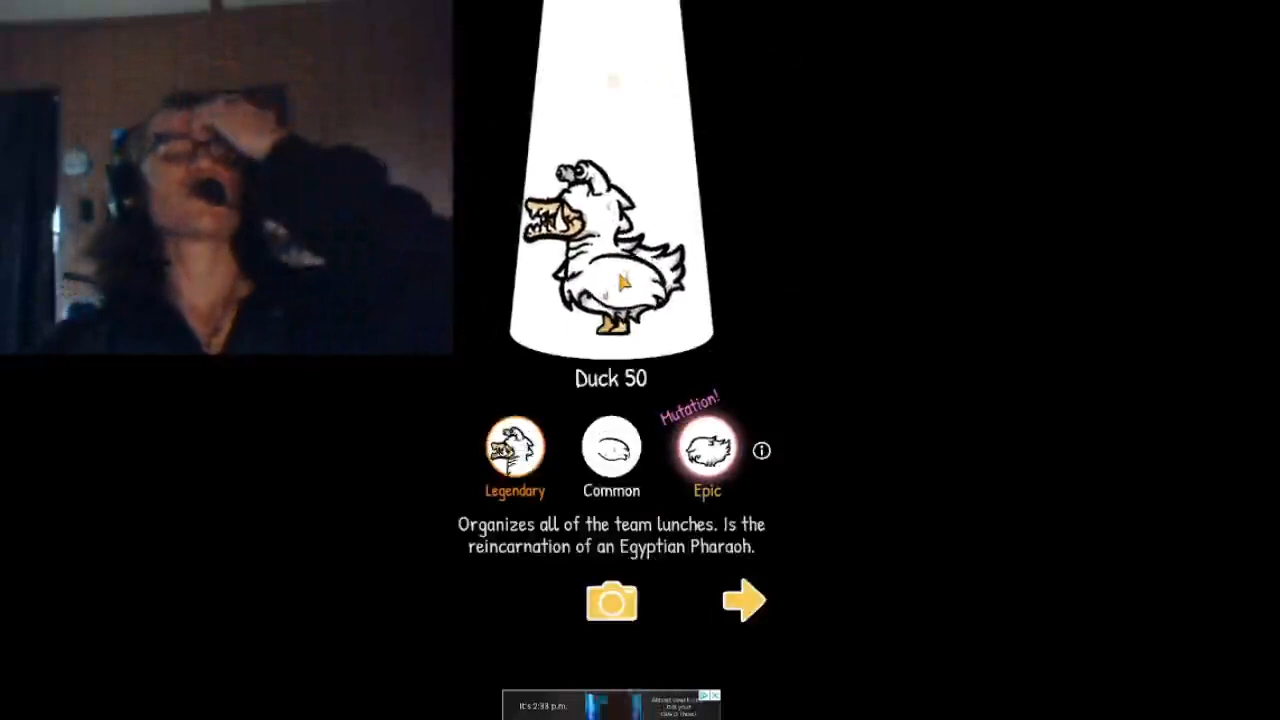 Duck 50
Mutation!
Legendary
Common
Epic
Organizes all of the team lunches. Is the
reincarnation of an Egyptian Pharaoh.
It's 2:33 p.m.